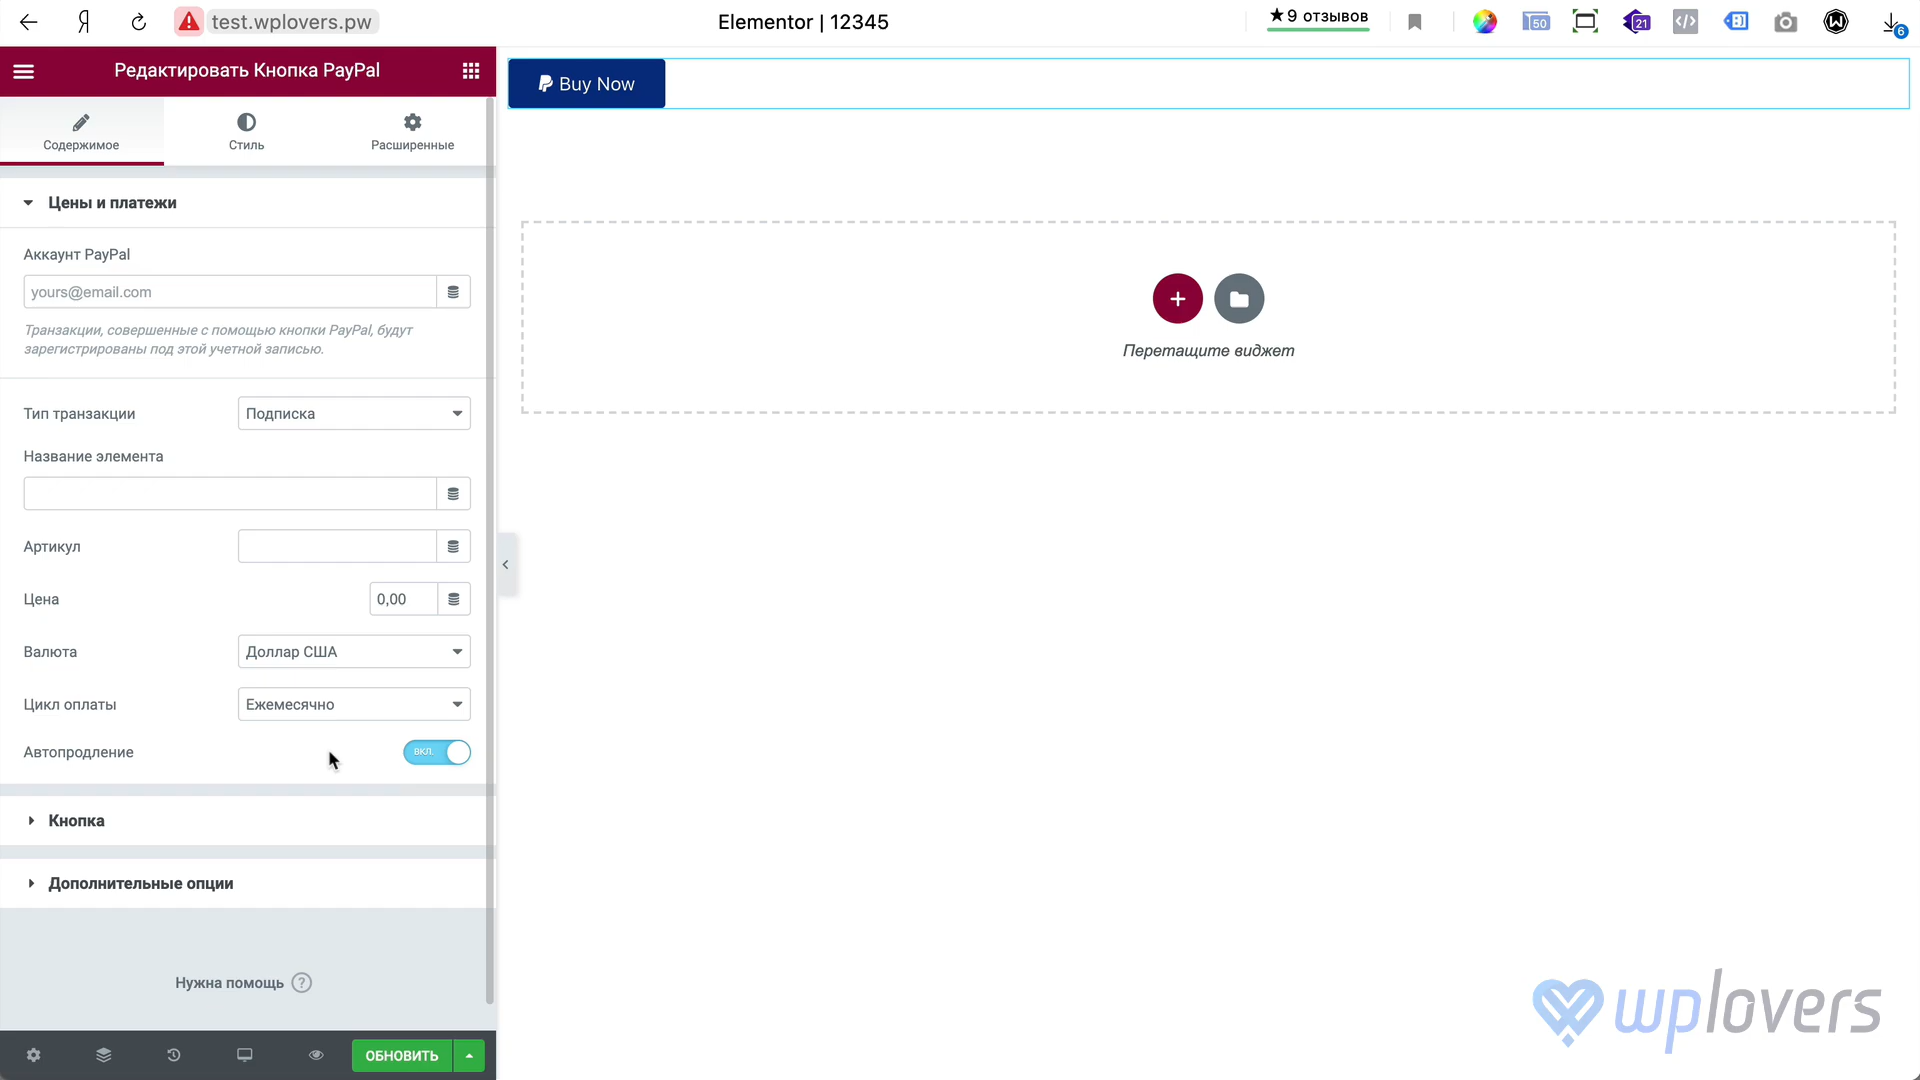 Я
test.wplovers.pw
Elementor | 12345
★9 отзывов
50
21
6
Редактировать Кнопка PayPal
Содержимое
Стиль
Расширенные
Цены и платежи
Аккаунт PayPal
yours@email.com
Транзакции, совершенные с помощью кнопки PayPal, будут
зарегистрированы под этой учетной записью.
Тип транзакции
Подписка
Название элемента
Артикул
Цена
0,00
Валюта
Доллар США
Цикл оплаты
Ежемесячно
Автопродление
ВКЛ.
Кнопка
Дополнительные опции
Нужна помощь ?
ОБНОВИТЬ
Buy Now
Перетащите виджет
wplovers